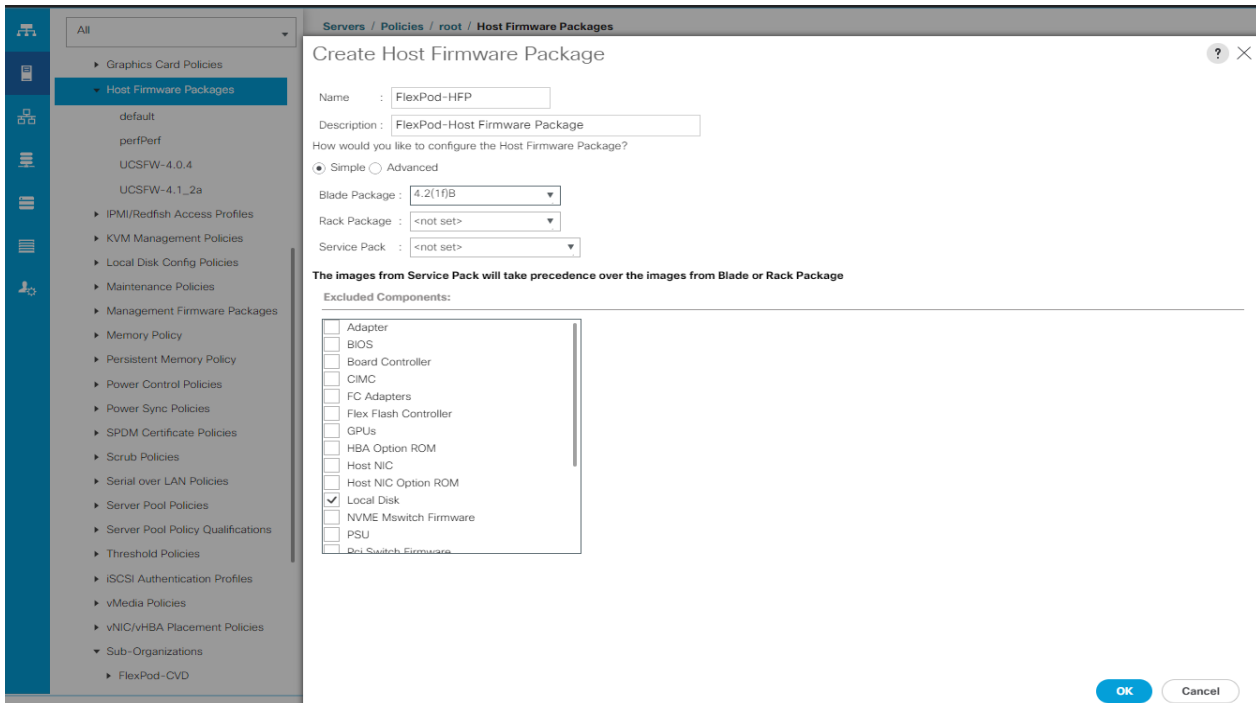 All
Graphics Card Policies
Host Firmware Packages
default
perfPerf
UCSFW-4.0.4
UCSFW-4.1_2a
IPMI/Redfish Access Profiles
KVM Management Policies
Local Disk Config Policies
Maintenance Policies
Management Firmware Packages
Memory Policy
Persistent Memory Policy
Power Control Policies
Power Sync Policies
SPDM Certificate Policies
Scrub Policies
Serial over LAN Policies
Server Pool Policies
Server Pool Policy Qualifications
Threshold Policies
iSCSI Authentication Profiles
vMedia Policies
vNIC/vHBA Placement Policies
Sub-Organizations
FlexPod-CVD
Servers / Policies / root / Host Firmware Packages
Create Host Firmware Package
?
Name : FlexPod-HFP
Description : FlexPod-Host Firmware Package
How would you like to configure the Host Firmware Package?
Simple Advanced
Blade Package : 4.2(1f)B
Rack Package : <not set>
Service Pack : <not set>
The images from Service Pack will take precedence over the images from Blade or Rack Package
Excluded Components:
Adapter
BIOS
Board Controller
CIMC
FC Adapters
Flex Flash Controller
GPUs
HBA Option ROM
Host NIC
Host NIC Option ROM
Local Disk
NVME Mswitch Firmware
PSU
Pci Switch Firmware
OK Cancel